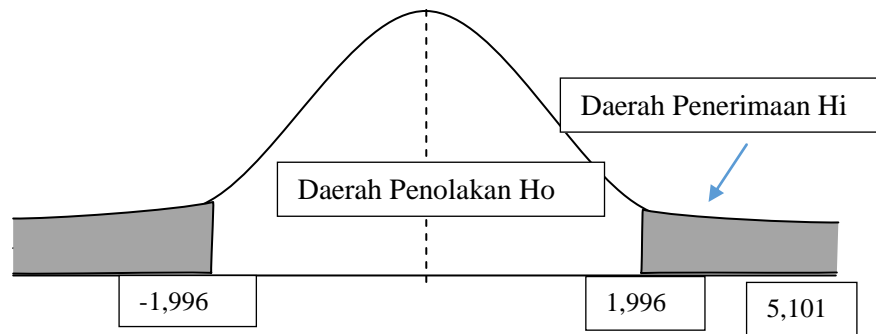 Daerah Penerimaan Hi
Daerah Penolakan Ho
-1,996
1,996
5,101